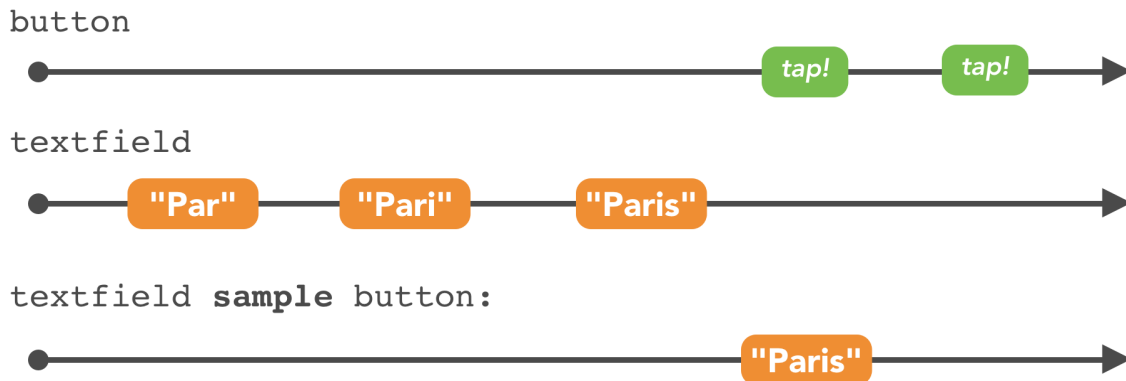 button
tap! tap!
textfield
"Par" "Pari" "Paris"
textfield sample button:
"Paris"